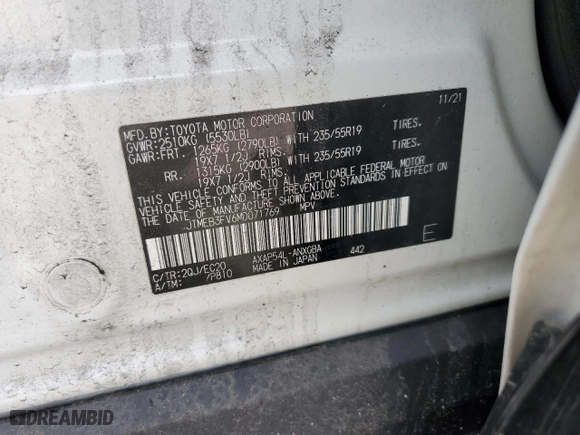 MFD. BY: TOYOTA MOTOR CORPORATION 11/21
GVWR: 2510KG (5530LB)
GAWR: FRT. 1265KG (2790LB) WITH 235/55R19 TIRES.
19X7 1/2J RIMS.
RR. 1315KG (2900LB) WITH 235/55R19 TIRES.
19X7 1/2J RIMS.
THIS VEHICLE CONFORMS TO ALL APPLICABLE FEDERAL MOTOR
VEHICLE SAFETY AND THEFT PREVENTION STANDARDS IN EFFECT ON
THE DATE OF MANUFACTURE SHOWN ABOVE.
JTMEB3FV6MD071769 MPV
C/TR: 2QJ/EC20 AXAP54L-ANXGBA 442 E
A/TM: -/P810 MADE IN JAPAN
DREAMBID